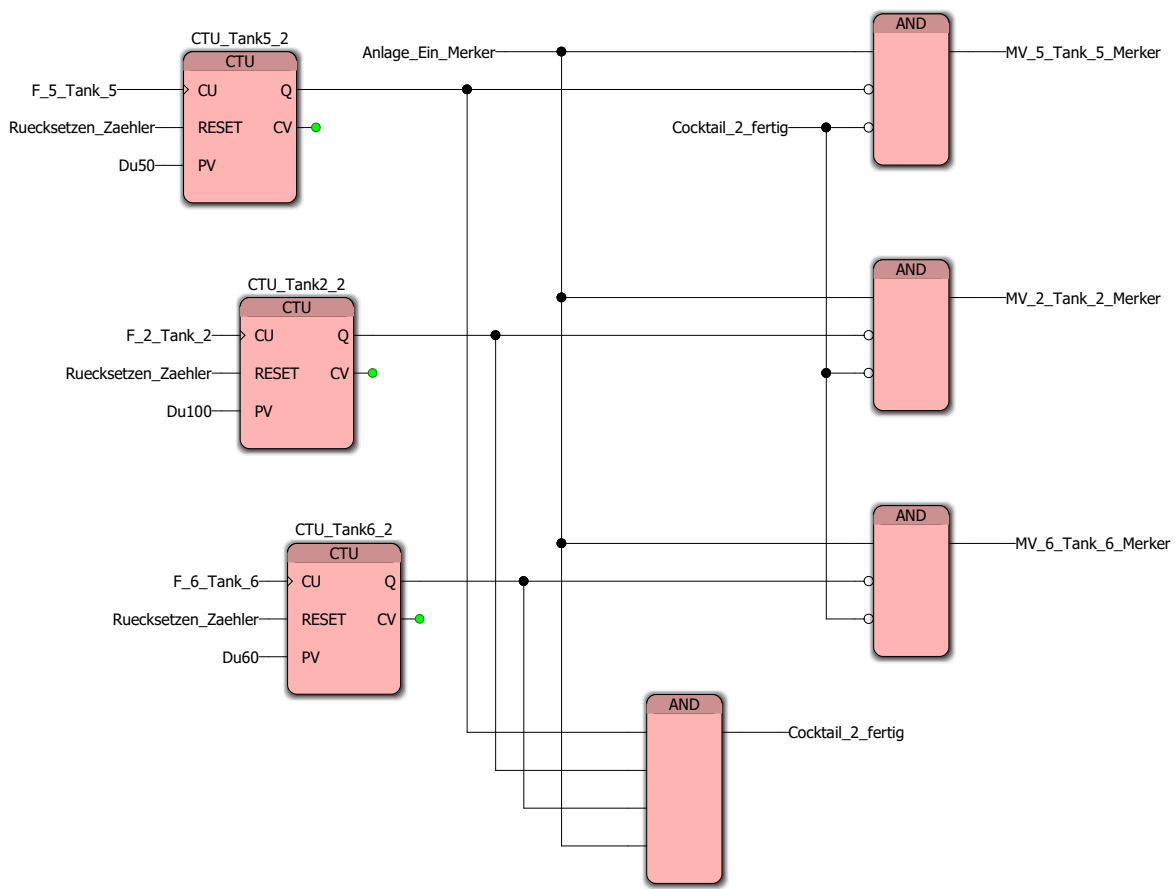 CTU_Tank5_2
CTU
F_5_Tank_5
CU
Q
Ruecksetzen_Zaehler
RESET
CV
Du50
PV
Anlage_Ein_Merker
AND
MV_5_Tank_5_Merker
Cocktail_2_fertig
CTU_Tank2_2
CTU
F_2_Tank_2
CU
Q
Ruecksetzen_Zaehler
RESET
CV
Du100
PV
AND
MV_2_Tank_2_Merker
CTU_Tank6_2
CTU
F_6_Tank_6
CU
Q
Ruecksetzen_Zaehler
RESET
CV
Du60
PV
AND
MV_6_Tank_6_Merker
AND
Cocktail_2_fertig